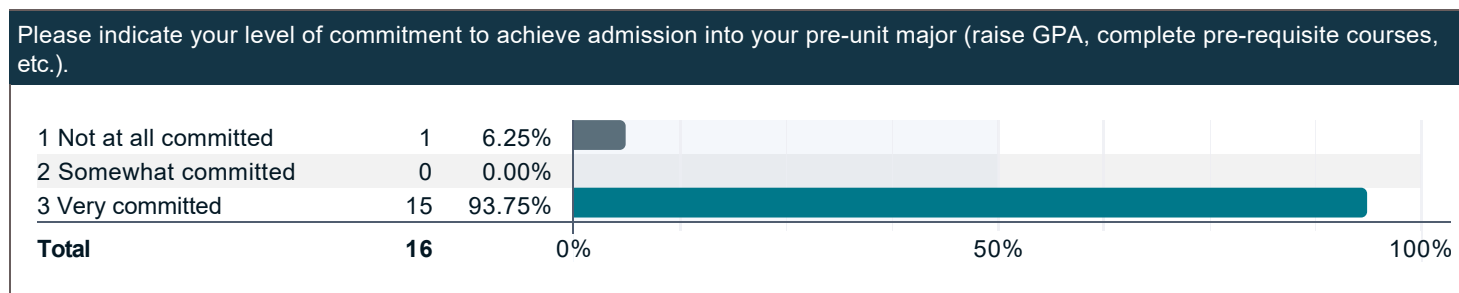 Please indicate your level of commitment to achieve admission into your pre-unit major (raise GPA, complete pre-requisite courses,
etc.).
1 Not at all committed 1 6.25%
2 Somewhat committed 0 0.00%
3 Very committed 15 93.75%
Total 16 0% 50% 100%